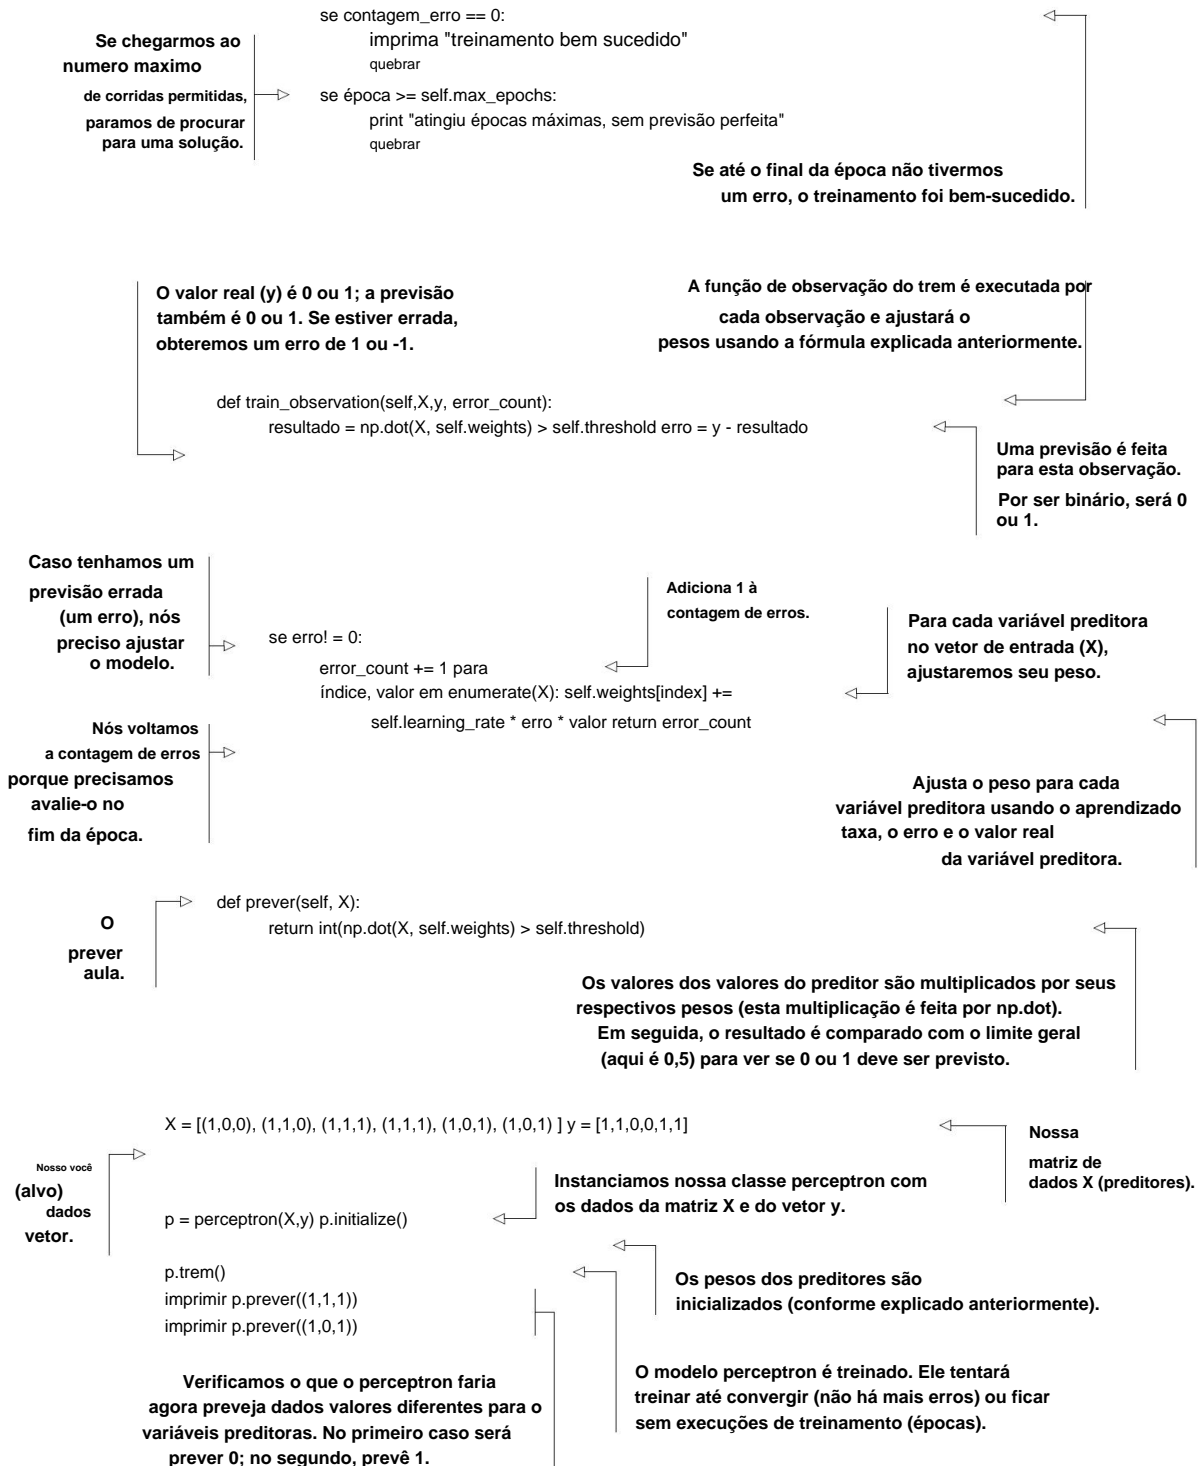 se contagem_erro == 0:
imprima "treinamento bem sucedido"
quebrar
Se chegarmos ao
numero maximo
de corridas permitidas,
paramos de procurar
para uma solução.
se época >= self.max_epochs:
print "atingiu épocas máximas, sem previsão perfeita"
quebrar
Se até o final da época não tivermos
um erro, o treinamento foi bem-sucedido.
O valor real (y) é 0 ou 1; a previsão
também é 0 ou 1. Se estiver errada,
obteremos um erro de 1 ou -1.
A função de observação do trem é executada por
cada observação e ajustará o
pesos usando a fórmula explicada anteriormente.
def train_observation(self,X,y, error_count):
resultado = np.dot(X, self.weights) > self.threshold erro = y - resultado
Uma previsão é feita
para esta observação.
Por ser binário, será 0
ou 1.
Caso tenhamos um
previsão errada
(um erro), nós
preciso ajustar
o modelo.
Adiciona 1 à
contagem de erros.
Para cada variável preditora
no vetor de entrada (X),
ajustaremos seu peso.
se erro! = 0:
error_count += 1 para
índice, valor em enumerate(X): self.weights[index] +=
self.learning_rate * erro * valor return error_count
Nós voltamos
a contagem de erros
porque precisamos
avalie-o no
fim da época.
Ajusta o peso para cada
variável preditora usando o aprendizado
taxa, o erro e o valor real
da variável preditora.
def prever(self, X):
return int(np.dot(X, self.weights) > self.threshold)
O
prever
aula.
Os valores dos valores do preditor são multiplicados por seus
respectivos pesos (esta multiplicação é feita por np.dot).
Em seguida, o resultado é comparado com o limite geral
(aqui é 0,5) para ver se 0 ou 1 deve ser previsto.
X = [(1,0,0), (1,1,0), (1,1,1), (1,1,1), (1,0,1), (1,0,1) ] y = [1,1,0,0,1,1]
Nossa
matriz de
dados X (preditores).
Nosso você
(alvo)
dados
vetor.
Instanciamos nossa classe perceptron com
os dados da matriz X e do vetor y.
p = perceptron(X,y) p.initialize()
Os pesos dos preditores são
inicializados (conforme explicado anteriormente).
p.trem()
imprimir p.prever((1,1,1))
imprimir p.prever((1,0,1))
O modelo perceptron é treinado. Ele tentará
treinar até convergir (não há mais erros) ou ficar
sem execuções de treinamento (épocas).
Verificamos o que o perceptron faria
agora preveja dados valores diferentes para o
variáveis preditoras. No primeiro caso será
prever 0; no segundo, prevê 1.